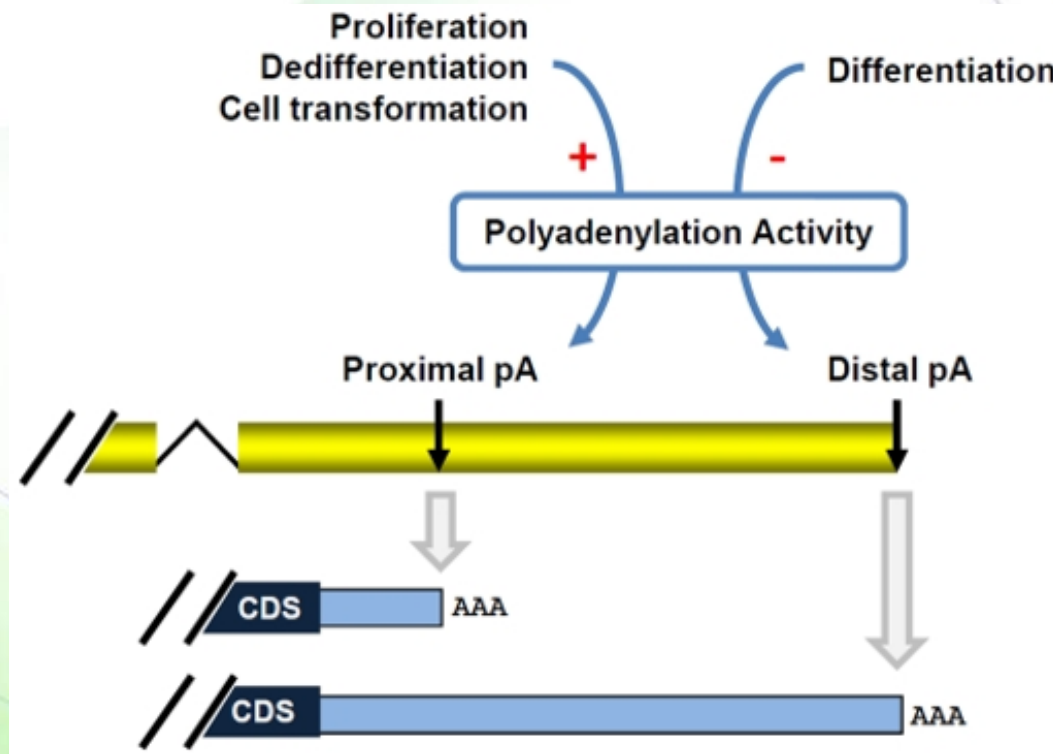 Proliferation
Dedifferentiation
Cell transformation
Differentiation
+
-
Polyadenylation Activity
Proximal pA
Distal pA
CDS
AAA
CDS
AAA